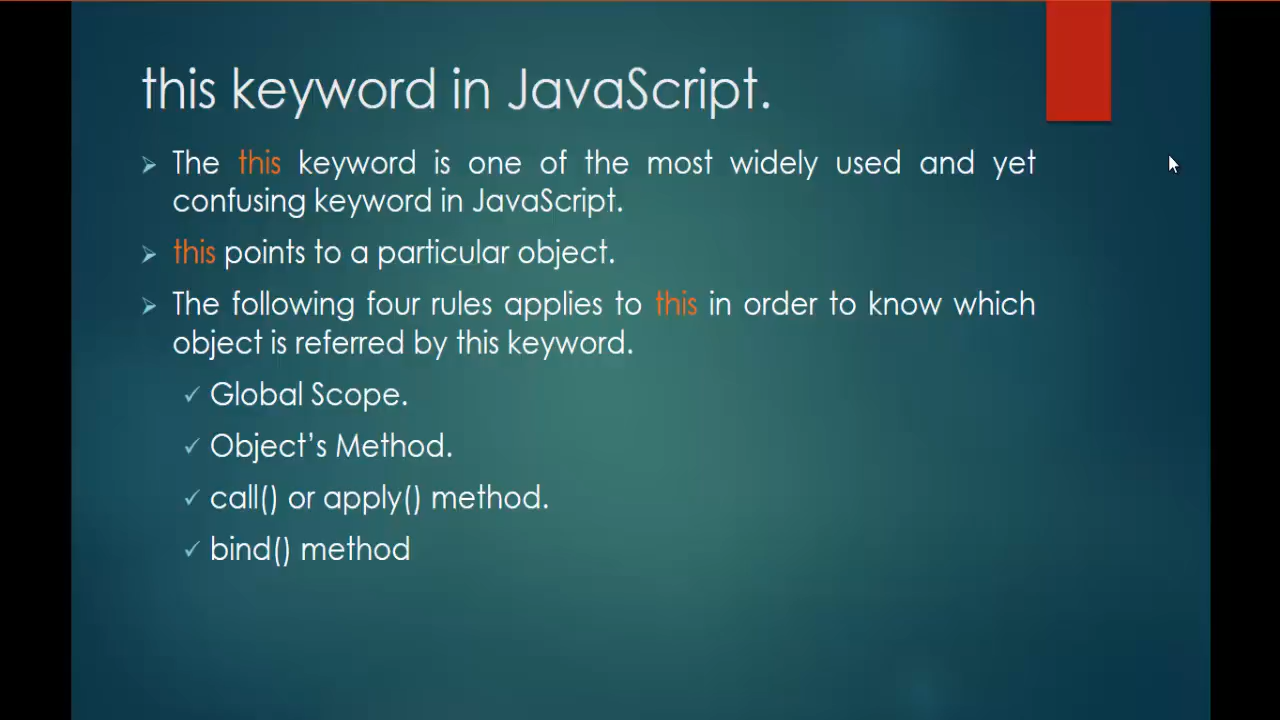 this keyword in JavaScript.
The this keyword is one of the most widely used and yet
confusing keyword in JavaScript.
this points to a particular object.
The following four rules applies to this in order to know which
object is referred by this keyword.
Global Scope.
Object’s Method.
call() or apply() method.
bind() method